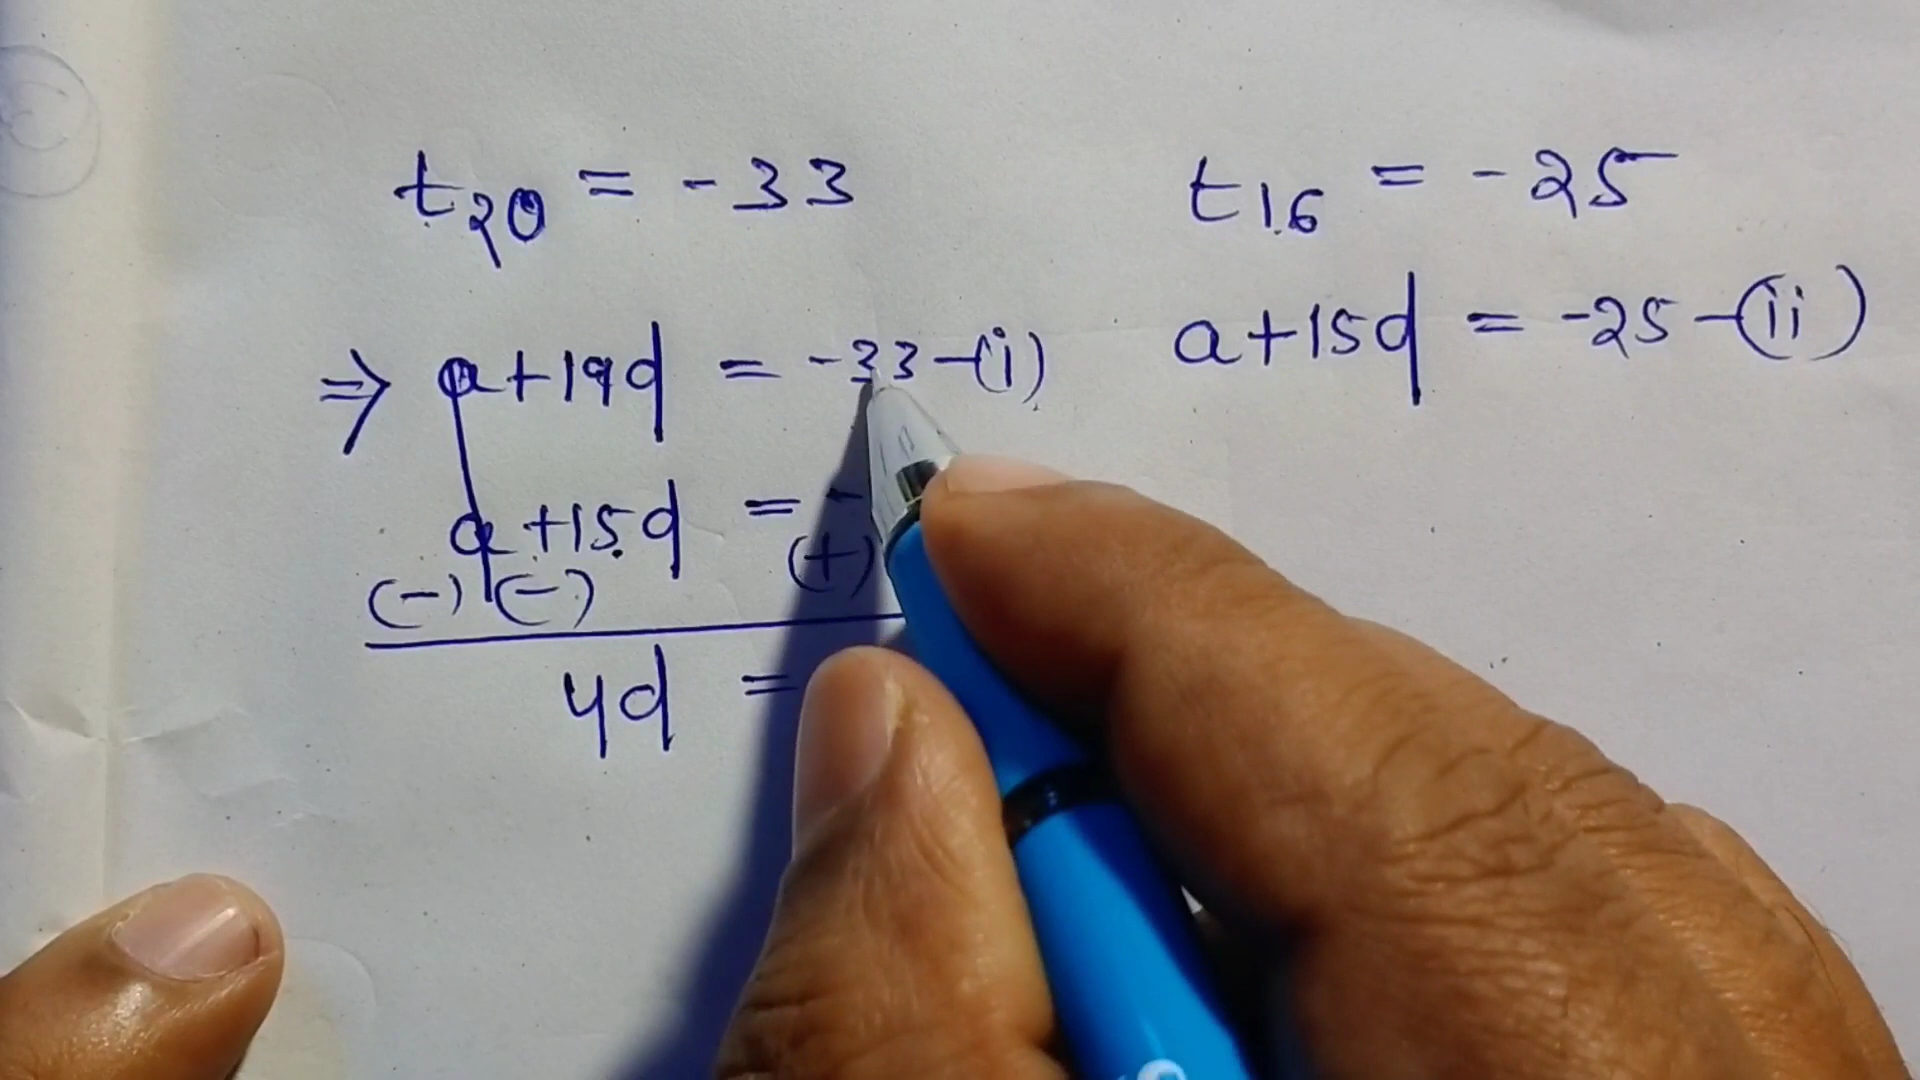 t20 = -33
t16 = -25
⇒ a+19d = -33 -(i)
a+15d = -25 -(ii)
a+15d = -
(-) (-) (+)
4d =